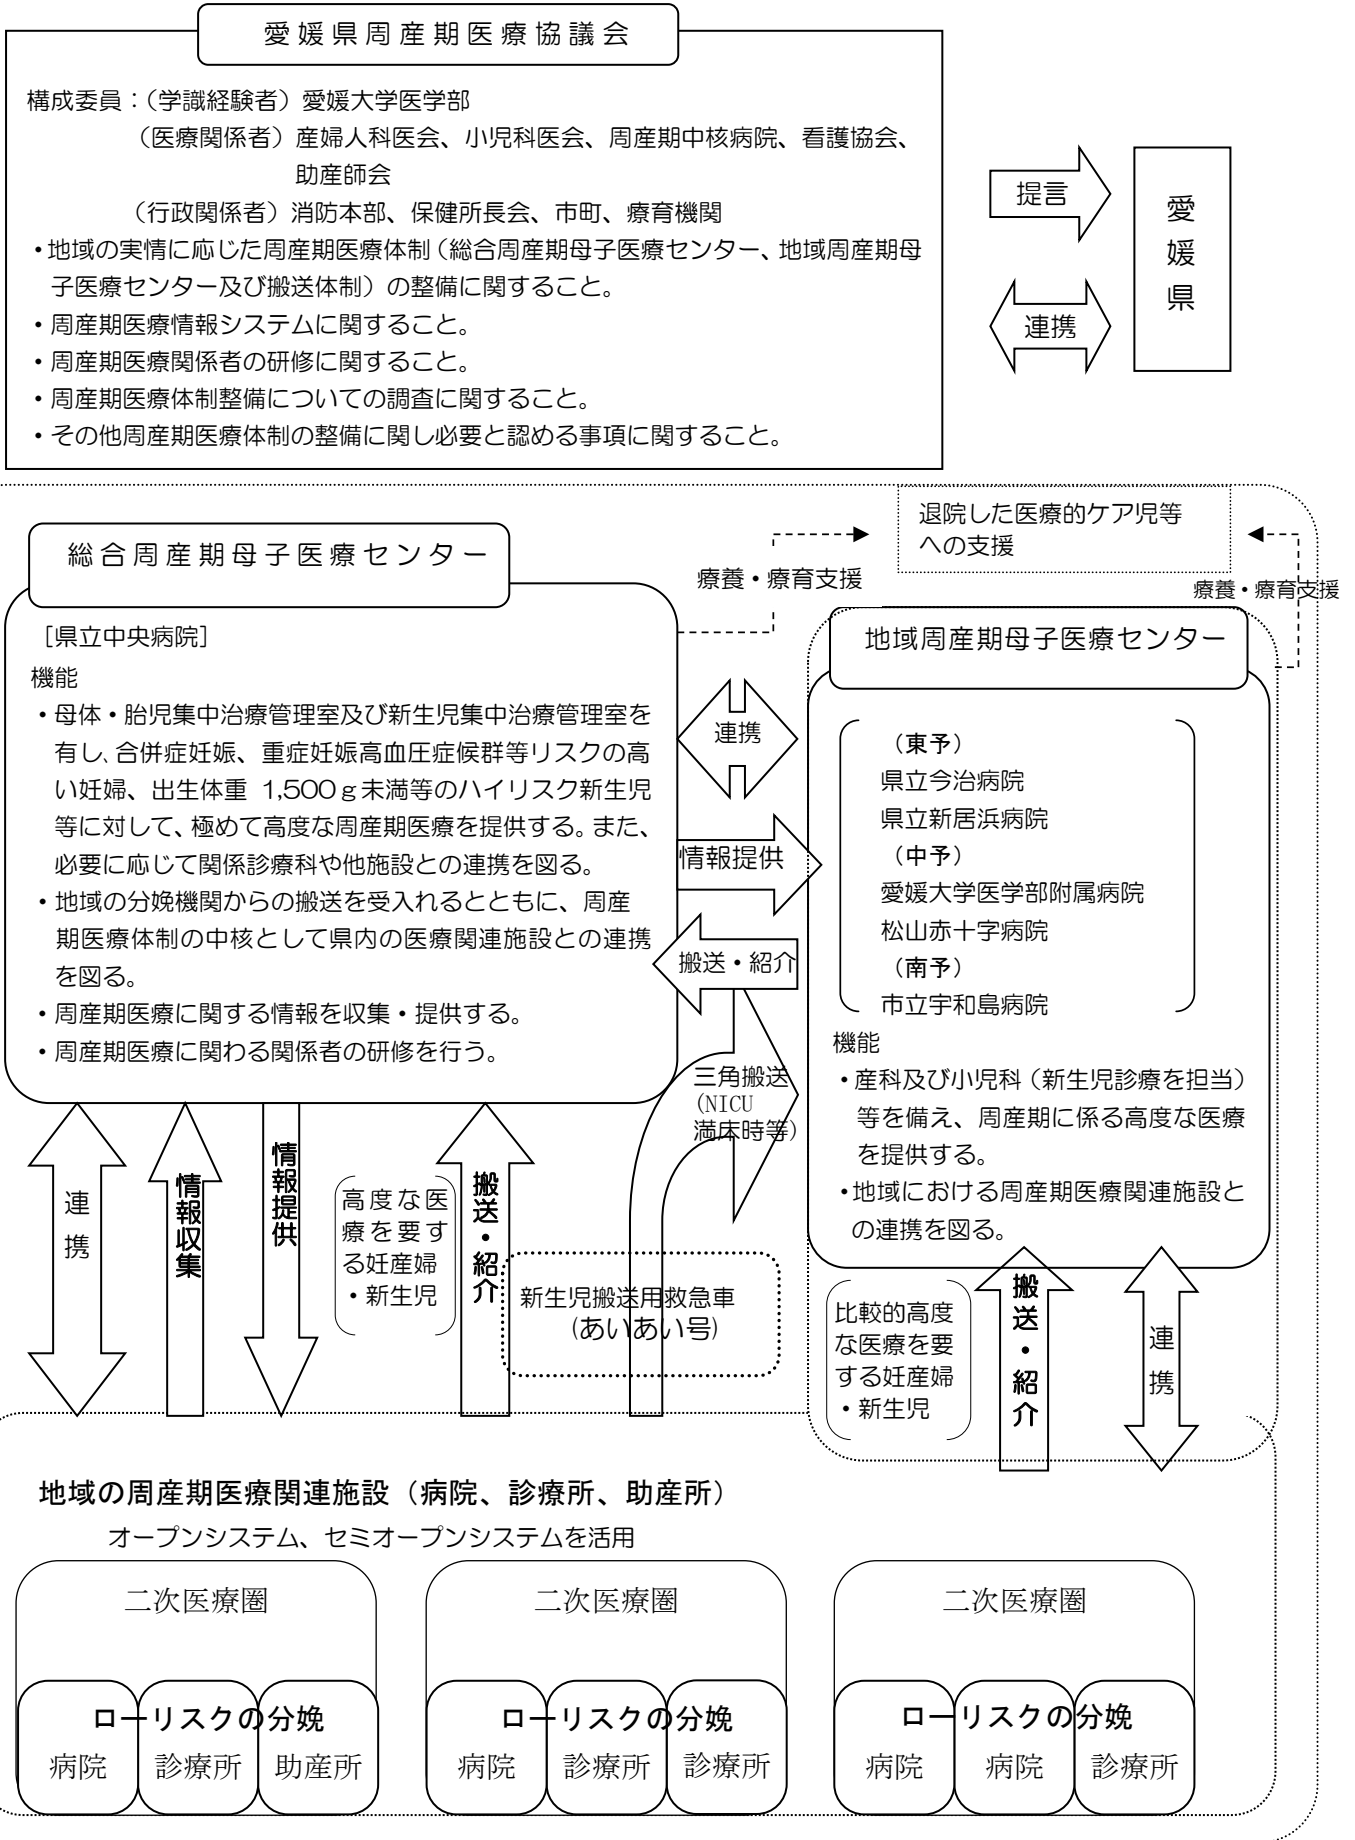 愛媛県周産期医療協議会
構成委員：（学識経験者）愛媛大学医学部
（医療関係者）産婦人科医会、小児科医会、周産期中核病院、看護協会、
助産師会
（行政関係者）消防本部、保健所長会、市町、療育機関
・地域の実情に応じた周産期医療体制（総合周産期母子医療センター、地域周産期母
子医療センター及び搬送体制）の整備に関すること。
・周産期医療情報システムに関すること。
・周産期医療関係者の研修に関すること。
・周産期医療体制整備についての調査に関すること。
・その他周産期医療体制の整備に関し必要と認める事項に関すること。
提言
連携
愛媛県
退院した医療的ケア児等
への支援
療養・療育支援
療養・療育支援
総合周産期母子医療センター
［県立中央病院］
機能
・母体・胎児集中治療管理室及び新生児集中治療管理室を
有し、合併症妊娠、重症妊娠高血圧症候群等リスクの高
い妊婦、出生体重 1,500ｇ未満等のハイリスク新生児
等に対して、極めて高度な周産期医療を提供する。また、
必要に応じて関係診療科や他施設との連携を図る。
・地域の分娩機関からの搬送を受入れるとともに、周産
期医療体制の中核として県内の医療関連施設との連携
を図る。
・周産期医療に関する情報を収集・提供する。
・周産期医療に関わる関係者の研修を行う。
連携
情報提供
搬送・紹介
三角搬送
(NICU
満床時等)
地域周産期母子医療センター
（東予）
県立今治病院
県立新居浜病院
（中予）
愛媛大学医学部附属病院
松山赤十字病院
（南予）
市立宇和島病院
機能
・産科及び小児科（新生児診療を担当）
等を備え、周産期に係る高度な医療
を提供する。
・地域における周産期医療関連施設と
の連携を図る。
連携
情報収集
情報提供
高度な医
療を要す
る妊産婦
・新生児
搬送・紹介
新生児搬送用救急車
(あいあい号)
比較的高度
な医療を要
する妊産婦
・新生児
搬送・紹介
連携
地域の周産期医療関連施設（病院、診療所、助産所）
オープンシステム、セミオープンシステムを活用
二次医療圏
ローリスクの分娩
病院 診療所 助産所
二次医療圏
ローリスクの分娩
病院 診療所 診療所
二次医療圏
ローリスクの分娩
病院 病院 診療所